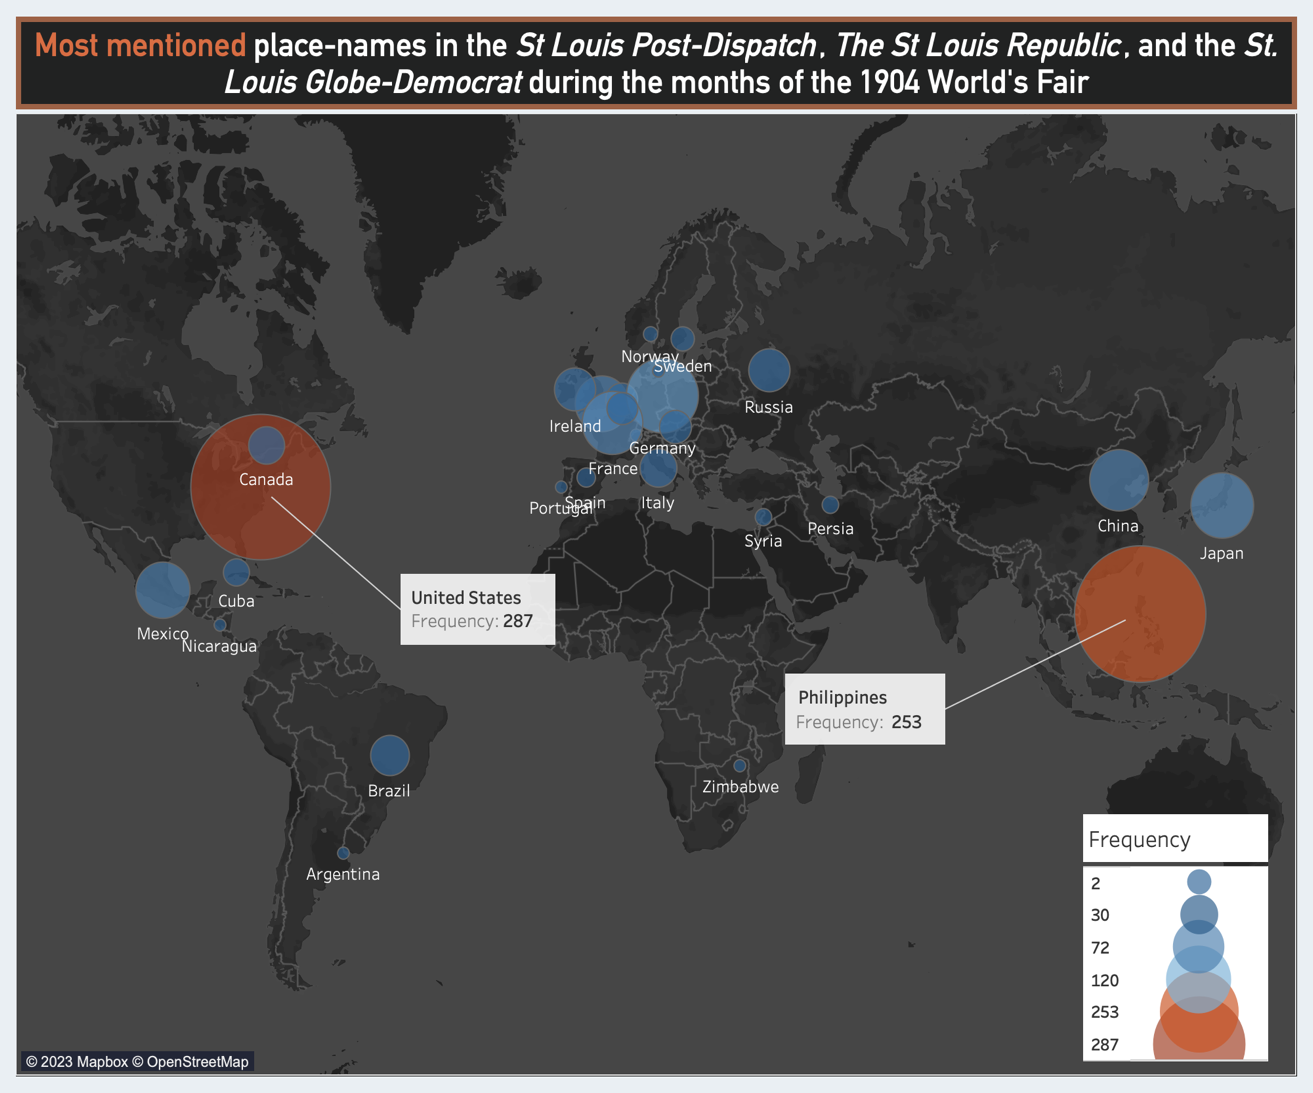 Most mentioned place-names in the St Louis Post-Dispatch, The St Louis Republic, and the St.
Louis Globe-Democrat during the months of the 1904 World's Fair
Norway
Sweden
Russia
Ireland
Germany
France
Canada
Spain
Portugal
Italy
Syria
Persia
China
Japan
Cuba
Mexico
Nicaragua
United States
Frequency: 287
Philippines
Frequency: 253
Brazil
Zimbabwe
Argentina
Frequency
2
30
72
120
253
287
© 2023 Mapbox © OpenStreetMap